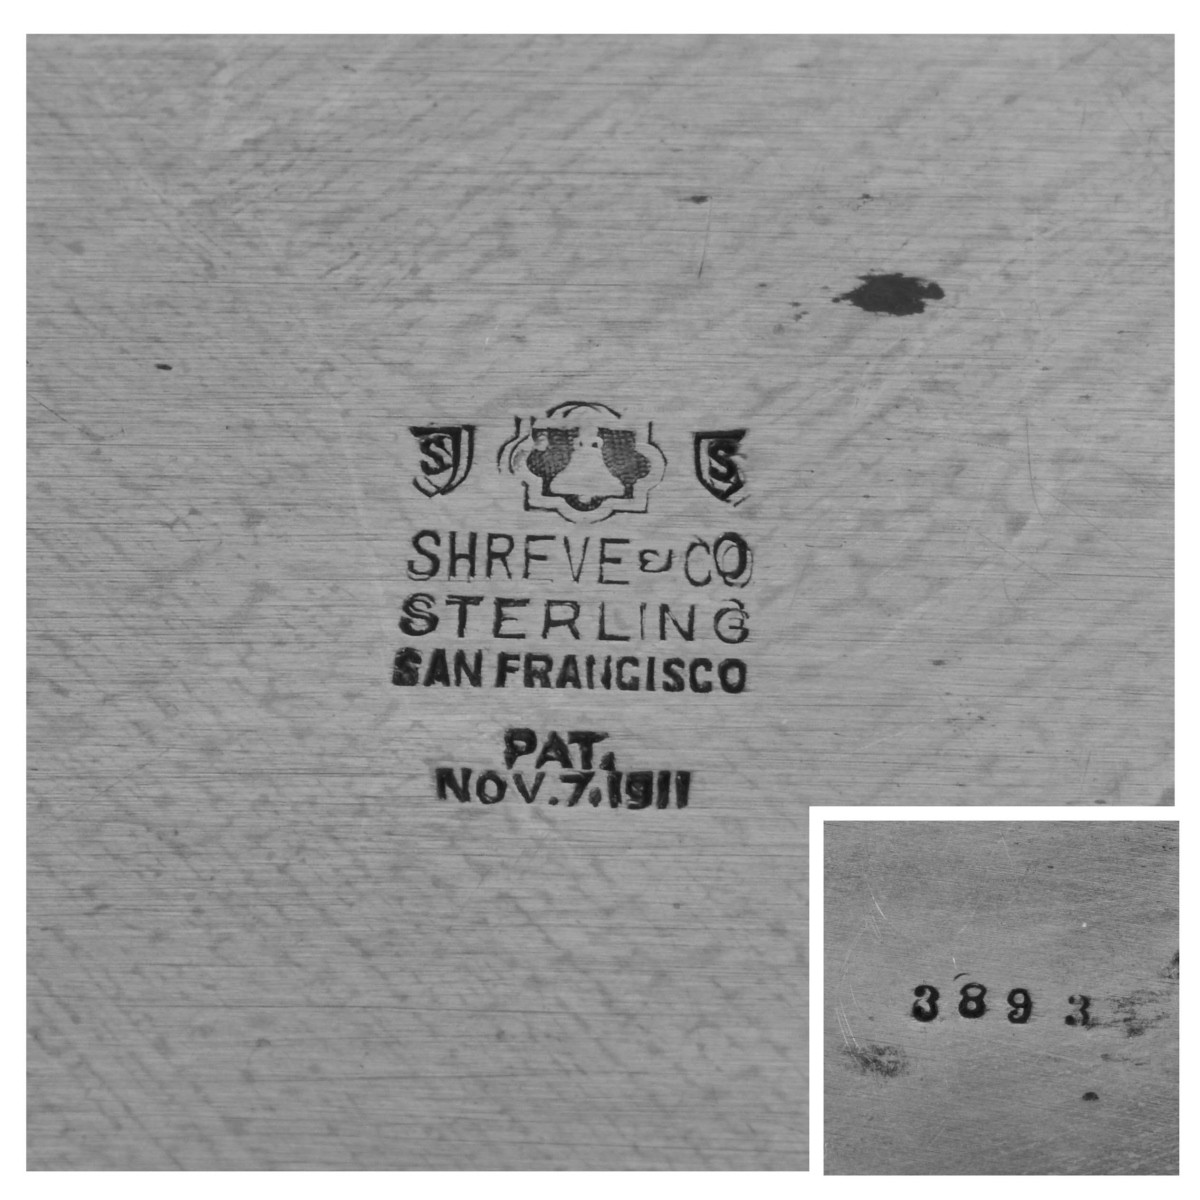 S S
SHREVE & CO
STERLING
SAN FRANCISCO
PAT.
NOV. 7. 1911
3893